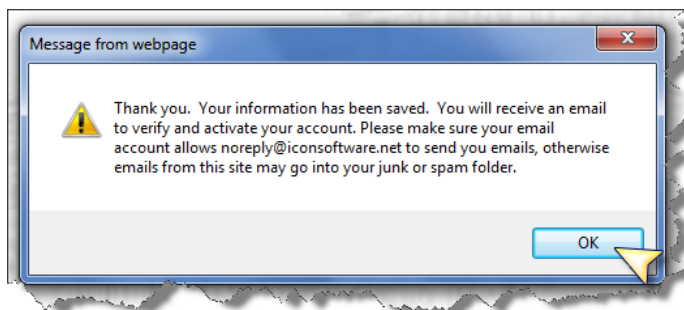 Message from webpage
Thank you.  Your information has been saved.  You will receive an email
to verify and activate your account. Please make sure your email
account allows noreply@iconsoftware.net to send you emails, otherwise
emails from this site may go into your junk or spam folder.
OK